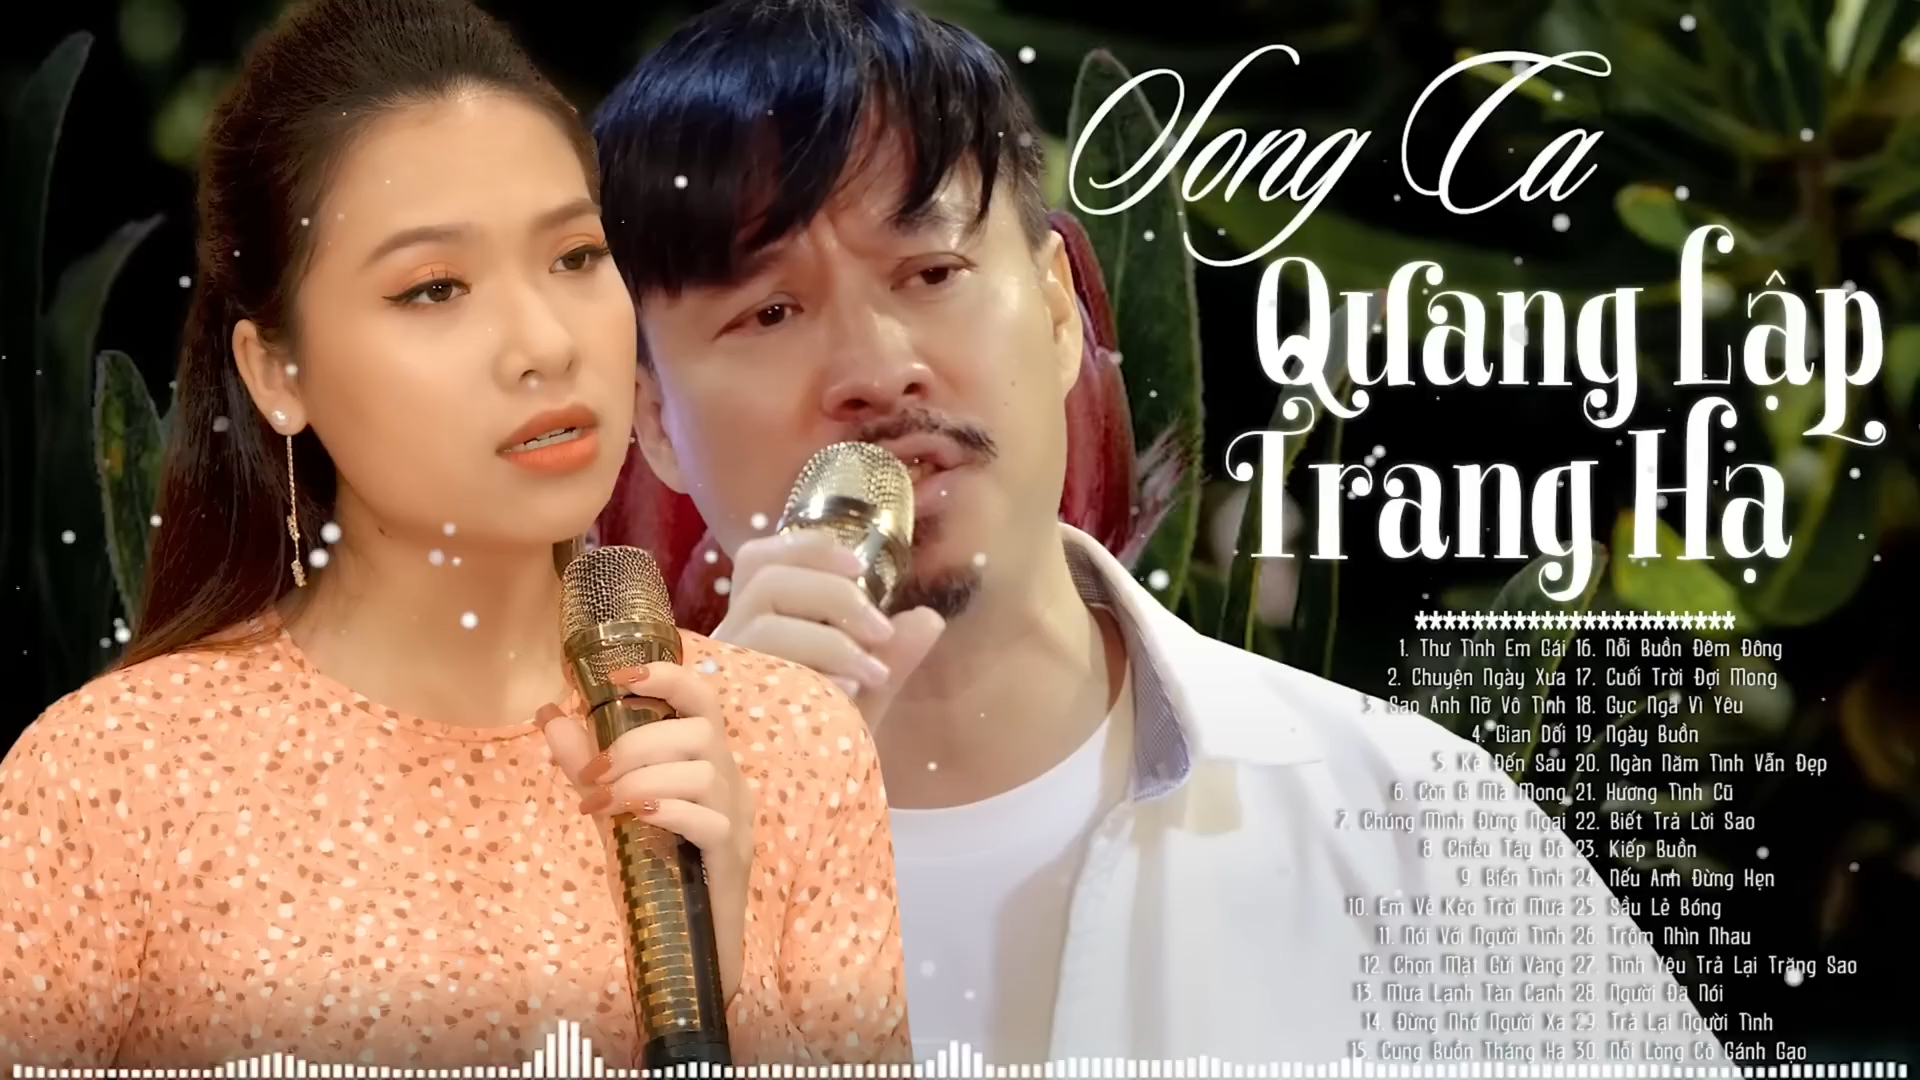 Song Ca
Quang Lập
Trang Hạ
***********************
1. Thư Tình Em Gái
2. Chuyện Ngày Xưa
3. Sao Anh Nỡ Vô Tình
4. Gian Dối
5. Kẻ Đến Sau
6. Còn Gì Mà Mong
7. Chúng Mình Đừng Ngại
8. Chiều Tây Đô
9. Biển Tình
10. Em Về Kẻo Trời Mưa
11. Nói Với Người Tình
12. Chọn Mặt Gửi Vàng
13. Mưa Lạnh Tàn Canh
14. Đừng Nhớ Người Xa
15. Cung Buồn Tháng Hạ
16. Nỗi Buồn Đêm Đông
17. Cuối Trời Đợi Mong
18. Gục Ngã Vì Yêu
19. Ngày Buồn
20. Ngàn Năm Tình Vẫn Đẹp
21. Hương Tình Cũ
22. Biết Trả Lời Sao
23. Kiếp Buồn
24. Nếu Anh Đừng Hẹn
25. Sầu Lẻ Bóng
26. Trộm Nhìn Nhau
27. Tình Yêu Trả Lại Trăng Sao
28. Người Đã Nói
29. Trả Lại Người Tình
30. Nỗi Lòng Cô Gánh Gạo